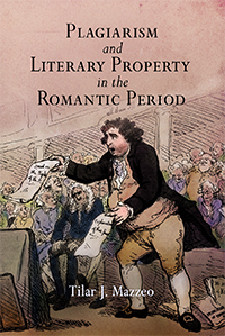 PLAGIARISM
and
LITERARY PROPERTY
in the
ROMANTIC PERIOD
Tilar J. Mazzeo